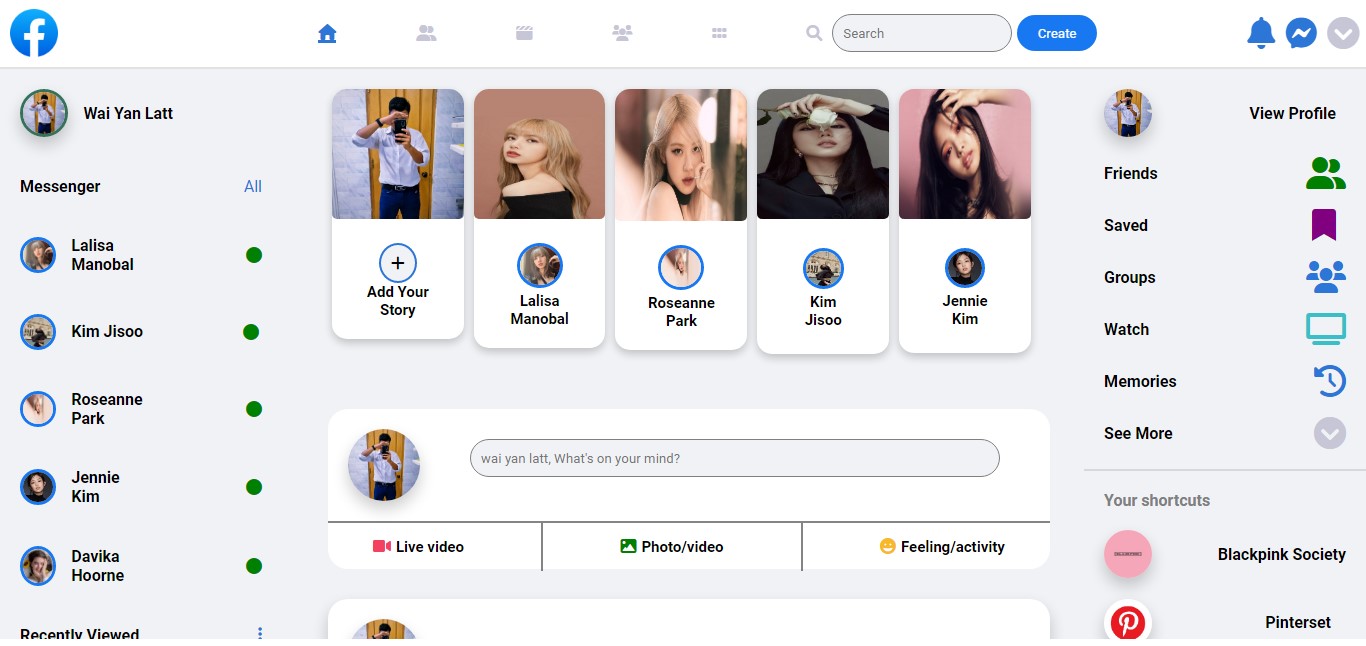 Search
Create
Wai Yan Latt
Messenger
All
Lalisa
Manobal
Kim Jisoo
Roseanne
Park
Jennie
Kim
Davika
Hoorne
Recently Viewed
Add Your
Story
Lalisa
Manobal
Roseanne
Park
Kim
Jisoo
Jennie
Kim
wai yan latt, What's on your mind?
Live video
Photo/video
Feeling/activity
View Profile
Friends
Saved
Groups
Watch
Memories
See More
Your shortcuts
Blackpink Society
Pinterset